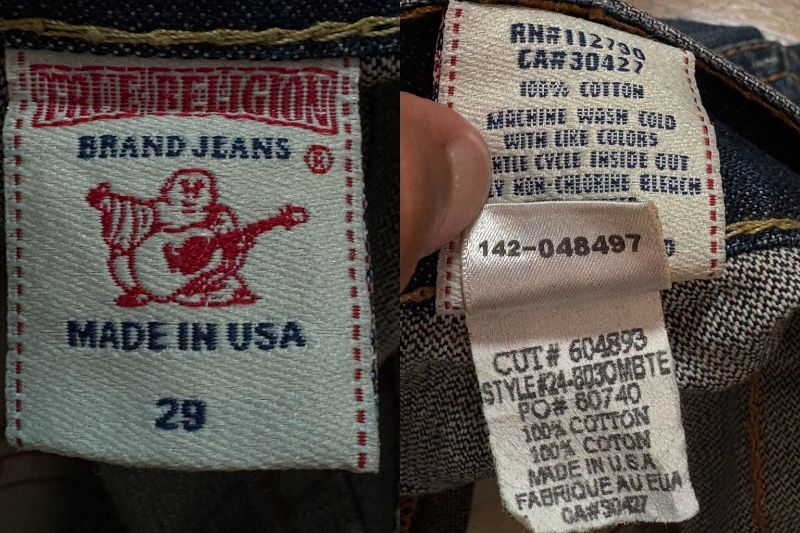 TRUE RELIGION
BRAND JEANS ®
MADE IN USA
29
RN#112790
CA#30427
100% COTTON
MACHINE WASH COLD
WITH LIKE COLORS
CYCLE INSIDE OUT
NON-CHLORINE BLEACH
142-048497
CUT# 604893
STYLE#24-803OMBTE
PO# 60740
100% COTTON
100% COTON
MADE IN U.S.A
FABRIQUE AU EUA
CA#30427